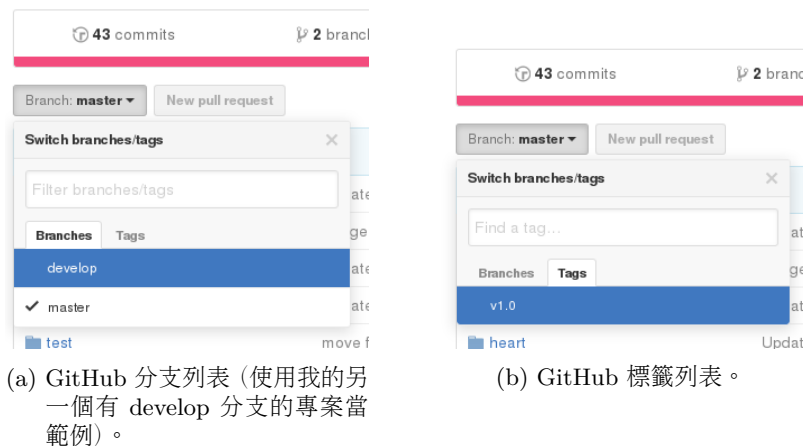 43 commits
2 branch
Branch: master
New pull request
Switch branches/tags
Filter branches/tags
Branches Tags
develop
master
test
move f
(a) GitHub 分支列表（使用我的另
一個有 develop 分支的專案當
範例）。
43 commits
2 branc
Branch: master
New pull request
Switch branches/tags
Find a tag...
Branches Tags
v1.0
heart
Updat
(b) GitHub 標籤列表。